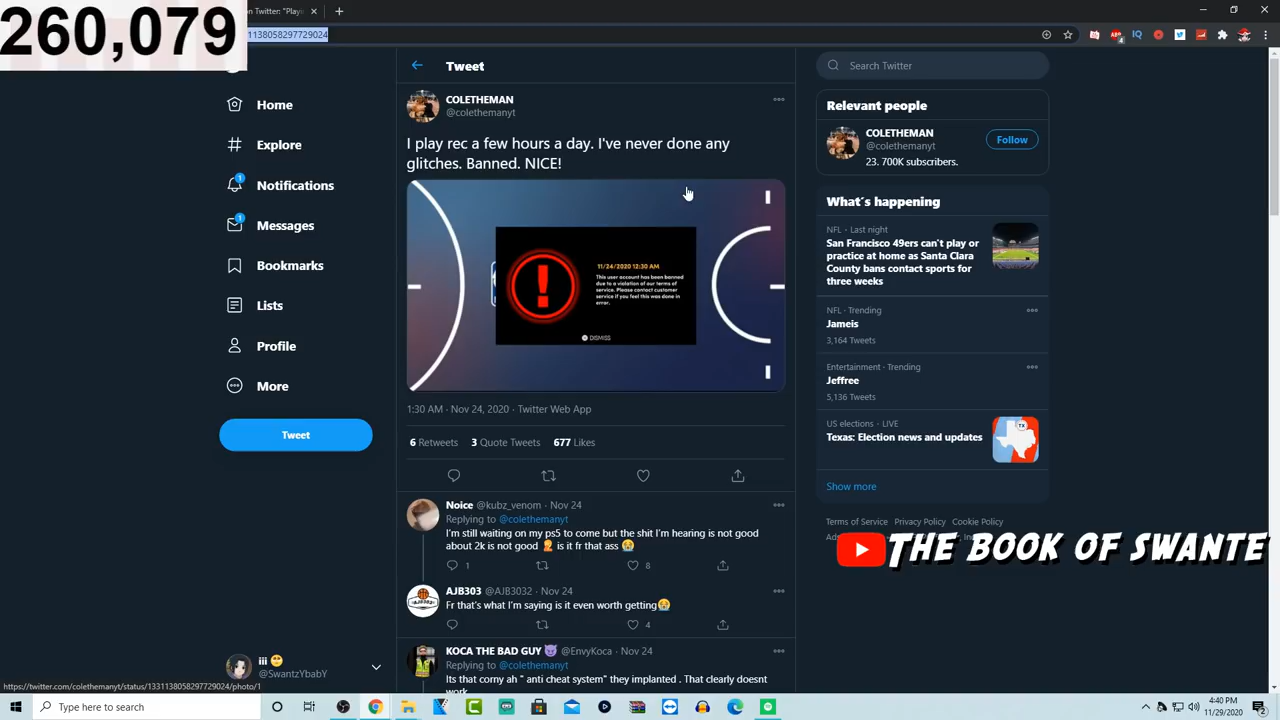 260,079
on Twitter: "Playi
1138058297729024
Tweet
Search Twitter
Home
Explore
1
Notifications
1
Messages
Bookmarks
Lists
Profile
More
Tweet
COLETHEMAN
@colethemanyt
I play rec a few hours a day. I've never done any
glitches. Banned. NICE!
11/24/2020 12:30 AM
This user account has been banned
due to a violation of our terms of
service. Please contact customer
service if you feel this was done in
error.
DISMISS
1:30 AM · Nov 24, 2020 · Twitter Web App
6 Retweets 3 Quote Tweets 677 Likes
Noice @kubz_venom · Nov 24
Replying to @colethemanyt
I'm still waiting on my ps5 to come but the shit I'm hearing is not good
about 2k is not good 🤦 is it fr that ass 😭
1 8
AJB303 @AJB3032 · Nov 24
Fr that's what I'm saying is it even worth getting😭
4
KOCA THE BAD GUY 😈 @EnvyKoca · Nov 24
Replying to @colethemanyt
Its that corny ah " anti cheat system" they implanted . That clearly doesnt
work
Relevant people
COLETHEMAN
@colethemanyt
Follow
23. 700K subscribers.
What's happening
NFL · Last night
San Francisco 49ers can't play or
practice at home as Santa Clara
County bans contact sports for
three weeks
NFL · Trending
Jameis
3,164 Tweets
Entertainment · Trending
Jeffree
5,136 Tweets
US elections · LIVE
Texas: Election news and updates
TX
Show more
Terms of Service Privacy Policy Cookie Policy
THE BOOK OF SWANTE
iii 😬
@SwantzYbabY
https://twitter.com/colethemanyt/status/1331138058297729024/photo/1
Type here to search
4:40 PM
11/29/2020
2